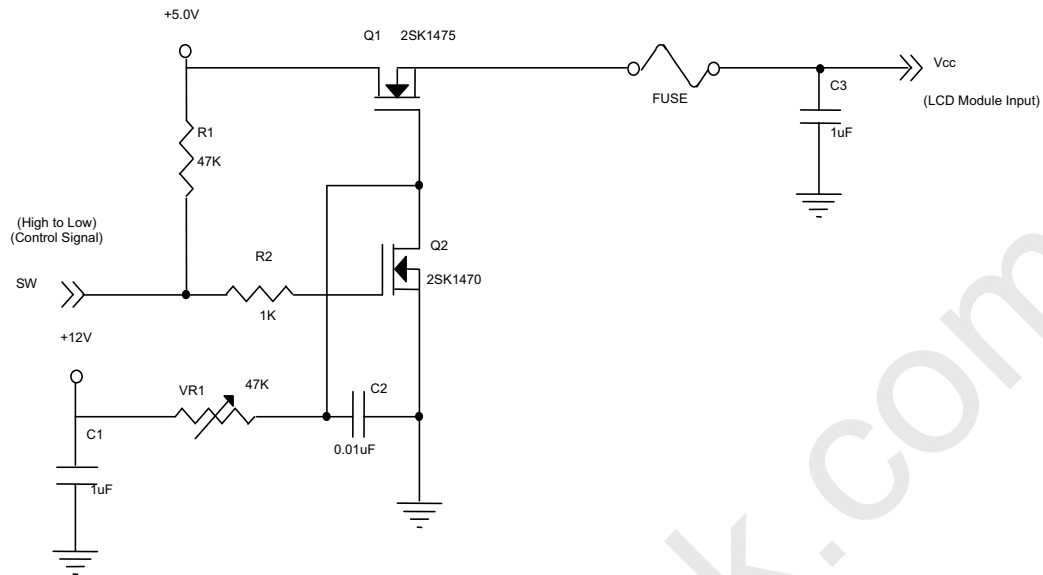 +5.0V
Q1 2SK1475
FUSE
Vcc
C3
(LCD Module Input)
1uF
R1
47K
(High to Low)
(Control Signal)
SW
R2
1K
Q2
2SK1470
+12V
VR1 47K
C2
C1
0.01uF
1uF
k.com